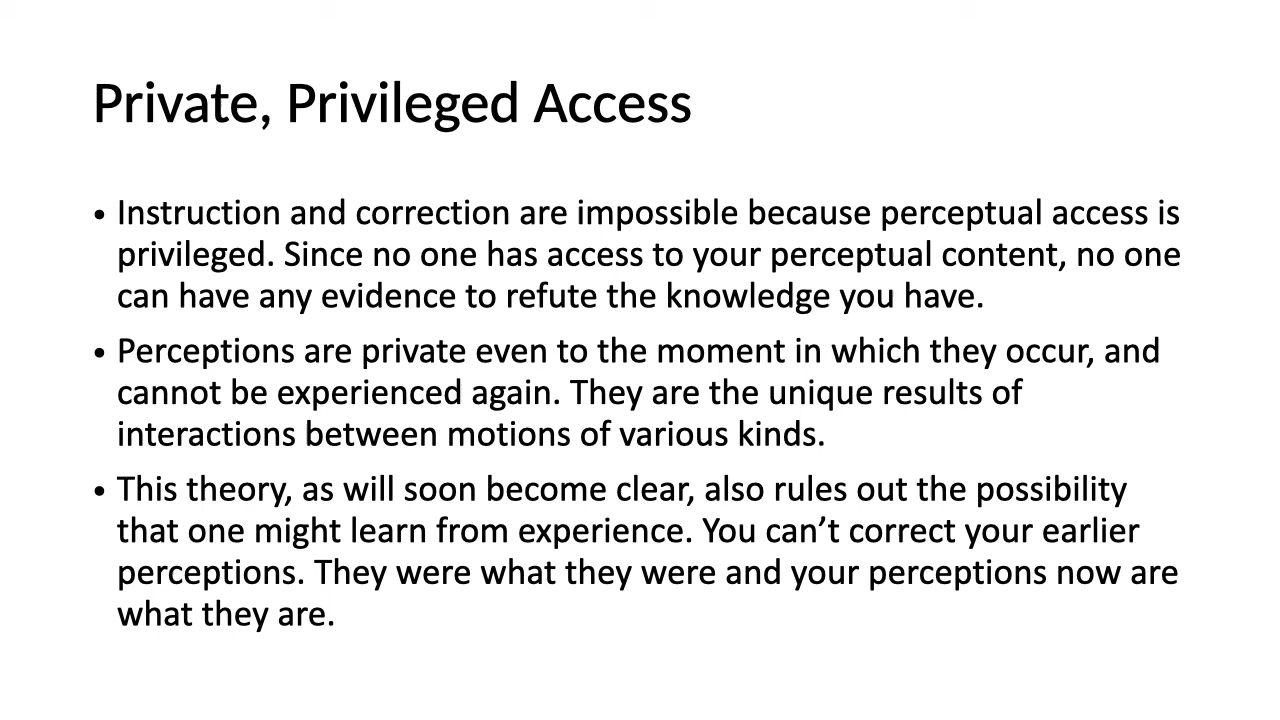 Private, Privileged Access
• Instruction and correction are impossible because perceptual access is
privileged. Since no one has access to your perceptual content, no one
can have any evidence to refute the knowledge you have.
• Perceptions are private even to the moment in which they occur, and
cannot be experienced again. They are the unique results of
interactions between motions of various kinds.
• This theory, as will soon become clear, also rules out the possibility
that one might learn from experience. You can’t correct your earlier
perceptions. They were what they were and your perceptions now are
what they are.